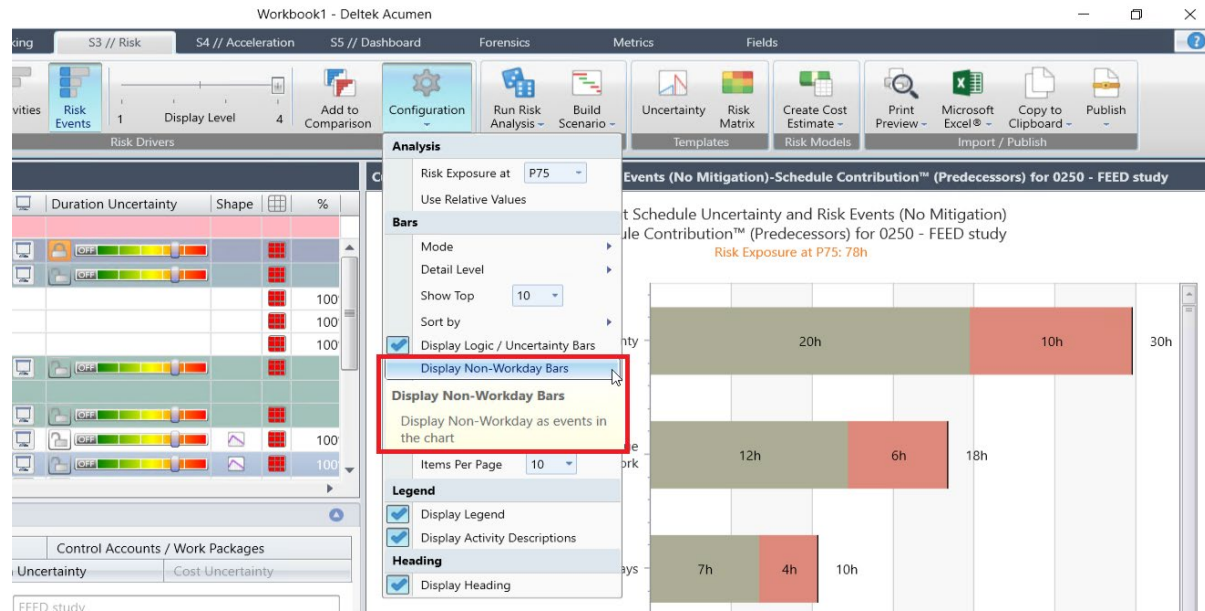 Workbook1 - Deltek Acumen
S3 // Risk
S4 // Acceleration
S5 // Dashboard
Forensics
Metrics
Fields
Risk Events
1
Display Level
4
Add to Comparison
Configuration
Run Risk Analysis
Build Scenario
Uncertainty
Risk Matrix
Create Cost Estimate
Print Preview
Microsoft Excel®
Copy to Clipboard
Publish
Risk Drivers
Templates
Risk Models
Import / Publish
Events (No Mitigation)-Schedule Contribution™ (Predecessors) for 0250 - FEED study
Duration Uncertainty
Shape
%
OFF
OFF
100
100
100
OFF
OFF
OFF
100
OFF
100
Control Accounts / Work Packages
Uncertainty
Cost Uncertainty
FEED study
Analysis
Risk Exposure at P75
Use Relative Values
Bars
Mode
Detail Level
Show Top 10
Sort by
Display Logic / Uncertainty Bars
Display Non-Workday Bars
Display Non-Workday Bars
Display Non-Workday as events in
the chart
Items Per Page 10
Legend
Display Legend
Display Activity Descriptions
Heading
Display Heading
Schedule Uncertainty and Risk Events (No Mitigation)
Contribution™ (Predecessors) for 0250 - FEED study
Risk Exposure at P75: 78h
20h 10h 30h
12h 6h 18h
7h 4h 10h